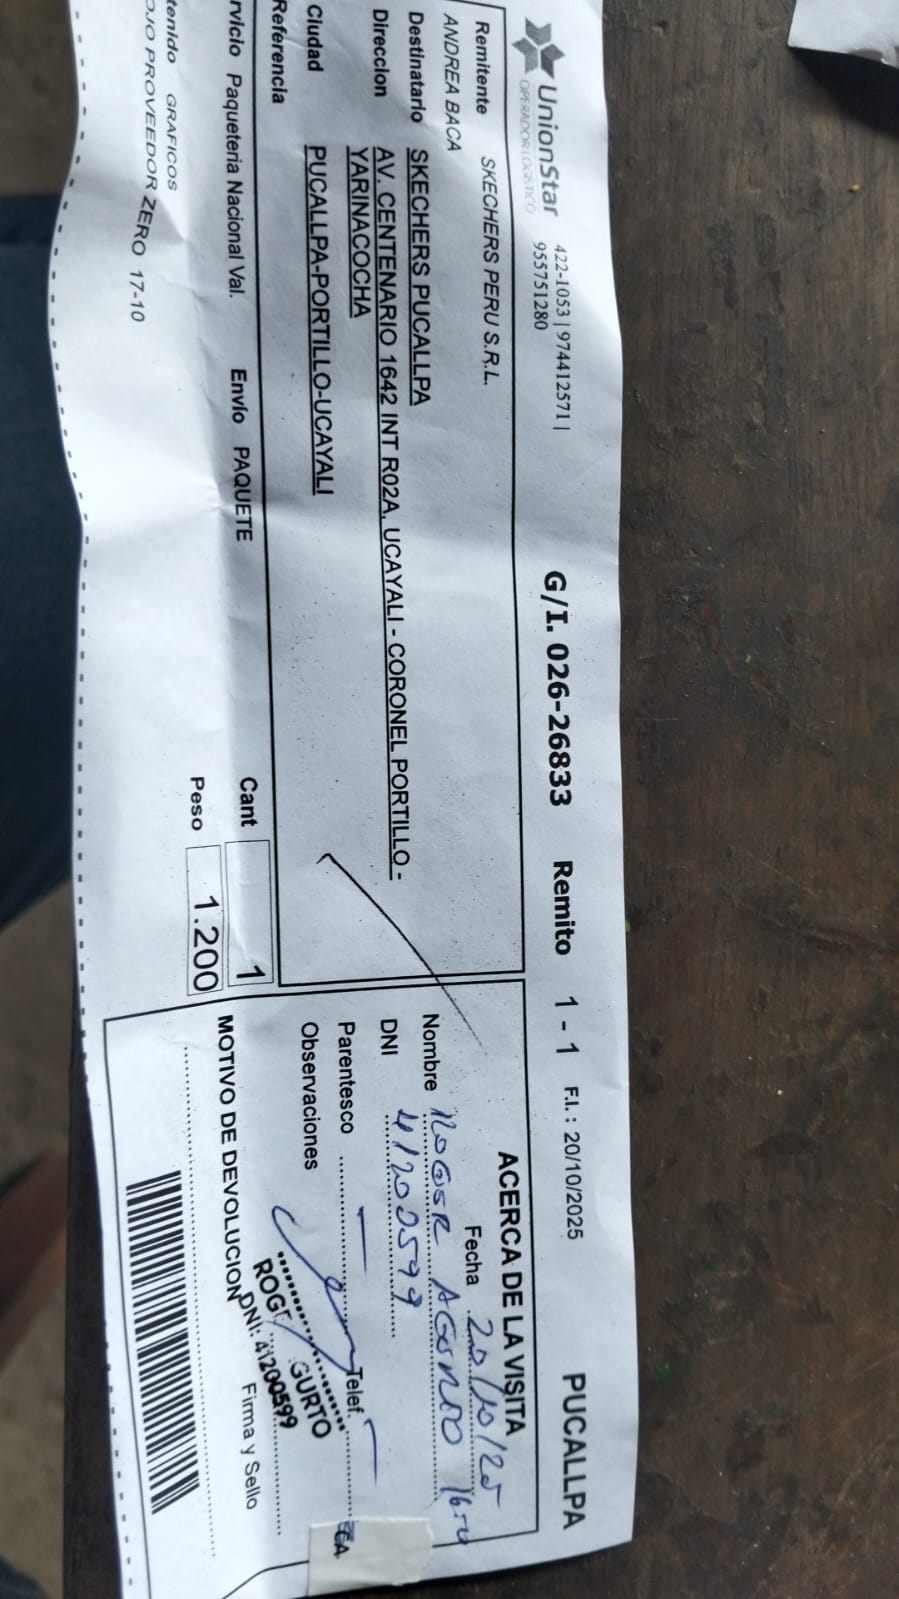 UnionStar
OPERADOR LOGISTICO
422-1053 | 974412571 |
955751280
G/I. 026-26833 Remito 1 - 1 F.I.: 20/10/2025 PUCALLPA
Remitente SKECHERS PERU S.R.L.
ANDREA BACA
Destinatario SKECHERS PUCALLPA
Direccion AV. CENTENARIO 1642 INT R02A, UCAYALI - CORONEL PORTILLO -
YARINACOCHA
Ciudad PUCALLPA-PORTILLO-UCAYALI
Referencia
rvicio Paqueteria Nacional Val. Envío PAQUETE Cant 1
tenido GRAFICOS Peso 1.200
OJO PROVEEDOR ZERO 17-10
ACERCA DE LA VISITA
Fecha 20/10/25
Nombre ROGER
DNI 41200599
Parentesco Telef.
Observaciones
GURTO
DNI: 41200599
MOTIVO DE DEVOLUCION Firma y Sello